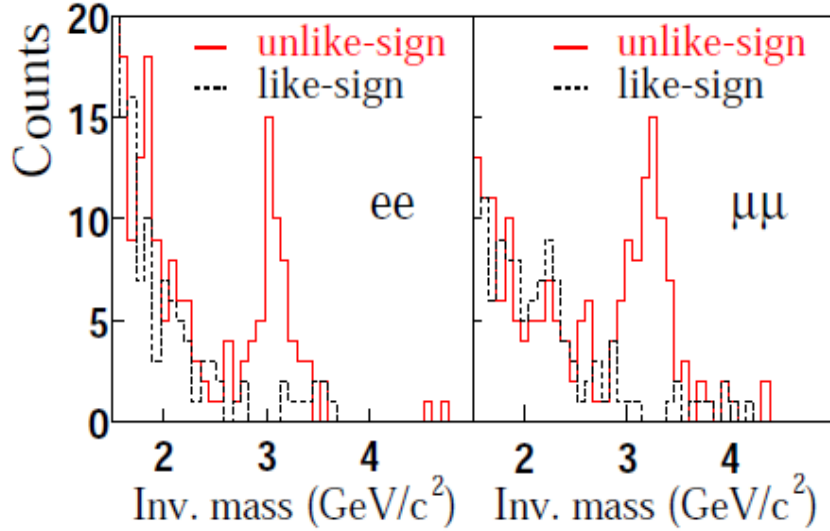 Counts
20
15
10
5
0
unlike-sign
like-sign
ee
2 3 4
Inv. mass (GeV/c²)
unlike-sign
like-sign
μμ
2 3 4
Inv. mass (GeV/c²)